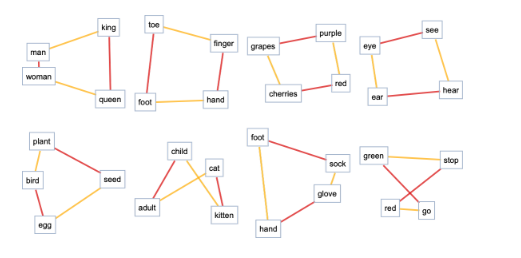 king
man
woman
queen
toe
finger
foot
hand
purple
grapes
red
cherries
see
eye
hear
ear
plant
bird
seed
egg
child
cat
adult
kitten
foot
sock
glove
hand
green
stop
red
go